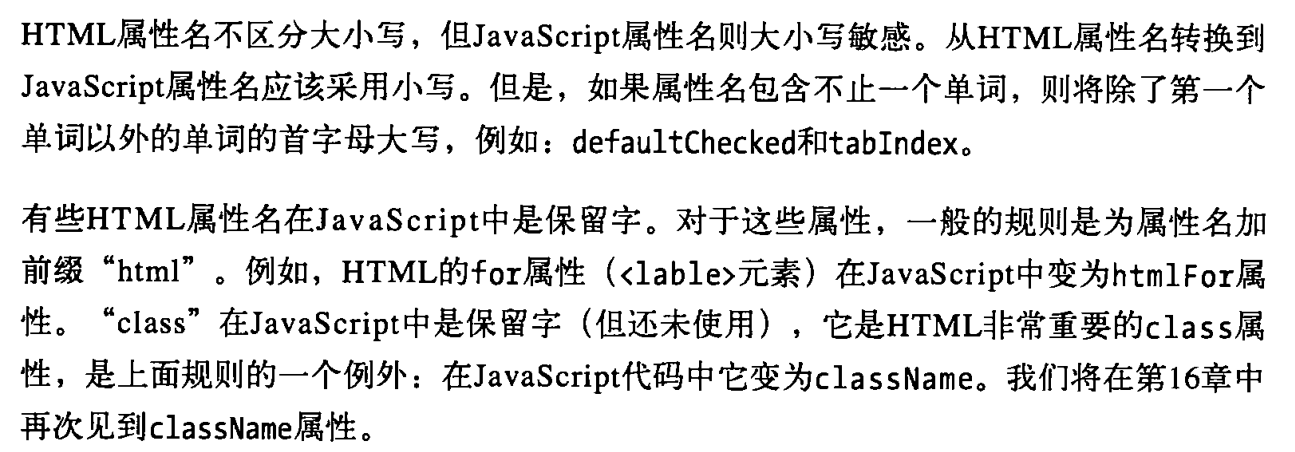 HTML属性名不区分大小写，但JavaScript属性名则大小写敏感。从HTML属性名转换到
JavaScript属性名应该采用小写。但是，如果属性名包含不止一个单词，则将除了第一个
单词以外的单词的首字母大写，例如：defaultChecked和tabIndex。
有些HTML属性名在JavaScript中是保留字。对于这些属性，一般的规则是为属性名加
前缀“html”。例如，HTML的for属性（<lable>元素）在JavaScript中变为htmlFor属
性。“class”在JavaScript中是保留字（但还未使用），它是HTML非常重要的class属
性，是上面规则的一个例外：在JavaScript代码中它变为className。我们将在第16章中
再次见到className属性。